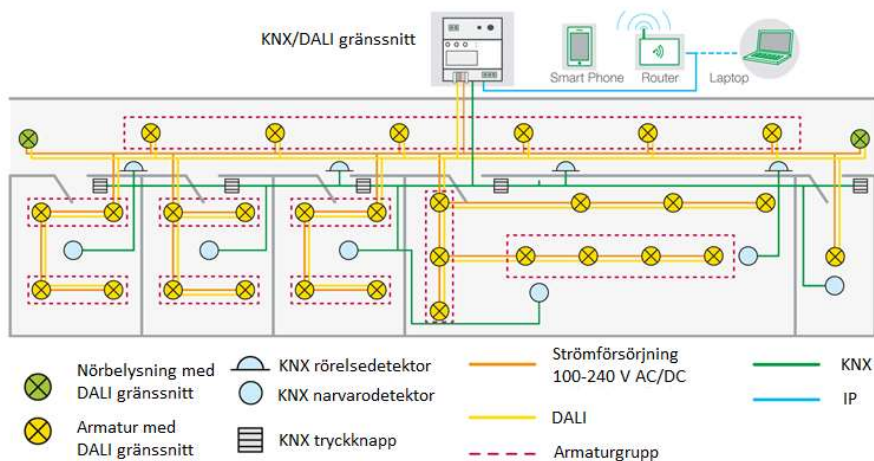 KNX/DALI gränssnitt
Smart Phone
Router
Laptop
Nörbelysning med
DALI gränssnitt
Armatur med
DALI gränssnitt
KNX rörelsedetektor
KNX narvarodetektor
KNX tryckknapp
Strömförsörjning
100-240 V AC/DC
DALI
Armaturgrupp
KNX
IP